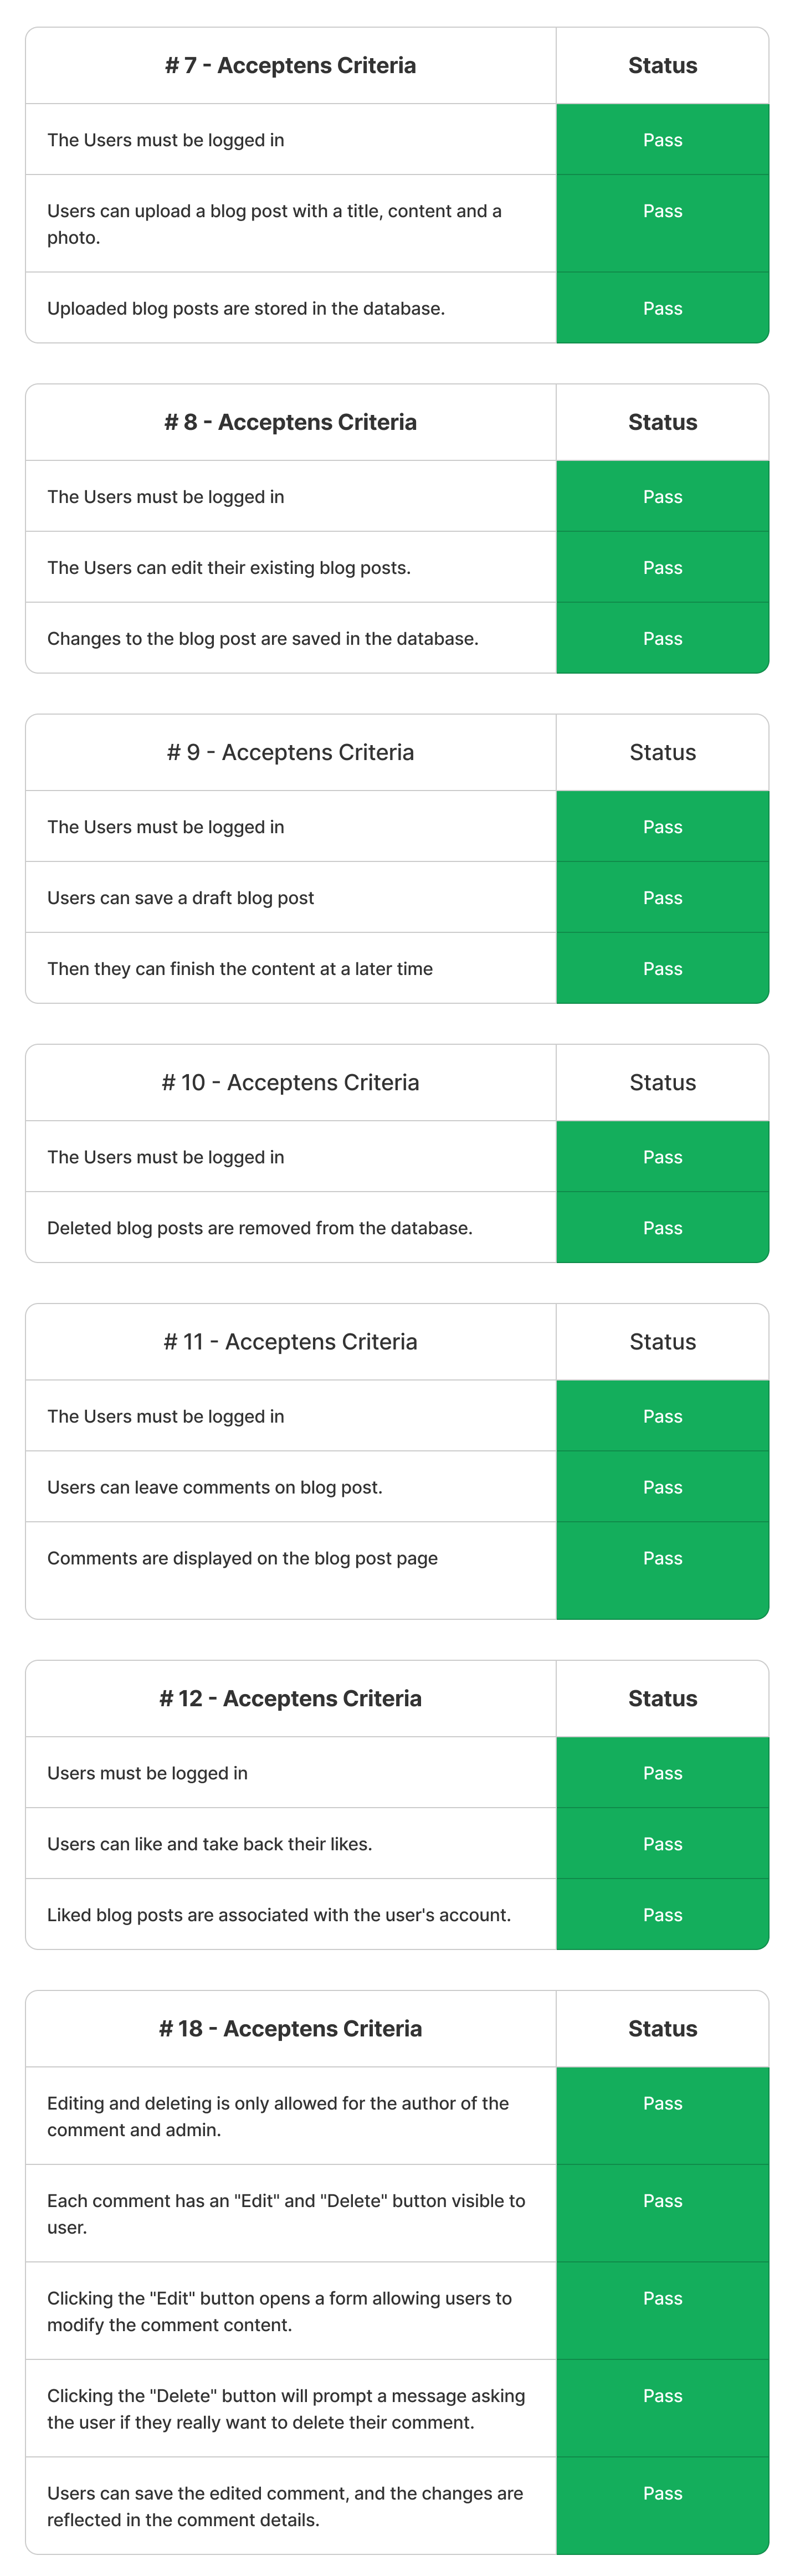 # 7 - Acceptens Criteria
Status
The Users must be logged in
Pass
Users can upload a blog post with a title, content and a
photo.
Pass
Uploaded blog posts are stored in the database.
Pass
# 8 - Acceptens Criteria
Status
The Users must be logged in
Pass
The Users can edit their existing blog posts.
Pass
Changes to the blog post are saved in the database.
Pass
# 9 - Acceptens Criteria
Status
The Users must be logged in
Pass
Users can save a draft blog post
Pass
Then they can finish the content at a later time
Pass
# 10 - Acceptens Criteria
Status
The Users must be logged in
Pass
Deleted blog posts are removed from the database.
Pass
# 11 - Acceptens Criteria
Status
The Users must be logged in
Pass
Users can leave comments on blog post.
Pass
Comments are displayed on the blog post page
Pass
# 12 - Acceptens Criteria
Status
Users must be logged in
Pass
Users can like and take back their likes.
Pass
Liked blog posts are associated with the user's account.
Pass
# 18 - Acceptens Criteria
Status
Editing and deleting is only allowed for the author of the
comment and admin.
Pass
Each comment has an "Edit" and "Delete" button visible to
user.
Pass
Clicking the "Edit" button opens a form allowing users to
modify the comment content.
Pass
Clicking the "Delete" button will prompt a message asking
the user if they really want to delete their comment.
Pass
Users can save the edited comment, and the changes are
reflected in the comment details.
Pass